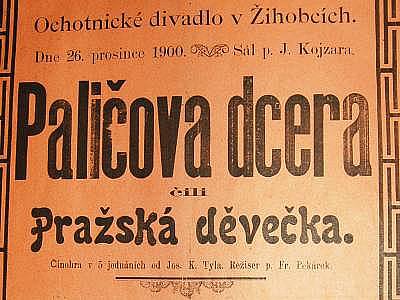 Ochotnické divadlo v Žihobcích.
Dne 26. prosince 1900. Sál p. J. Kojzara.
Paličova dcera
čili
Pražská děvečka.
Činohra v 5 jednáních od Jos. K. Tyla. Režiser p. Fr. Pekárek.